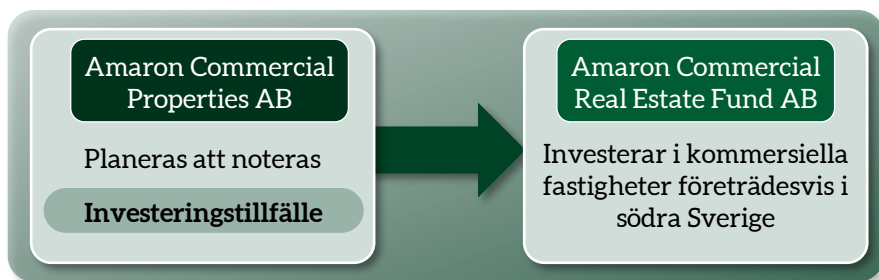 Amaron Commercial
Properties AB
Planeras att noteras
Investeringstillfälle
Amaron Commercial
Real Estate Fund AB
Investerar i kommersiella
fastigheter företrädesvis i
södra Sverige